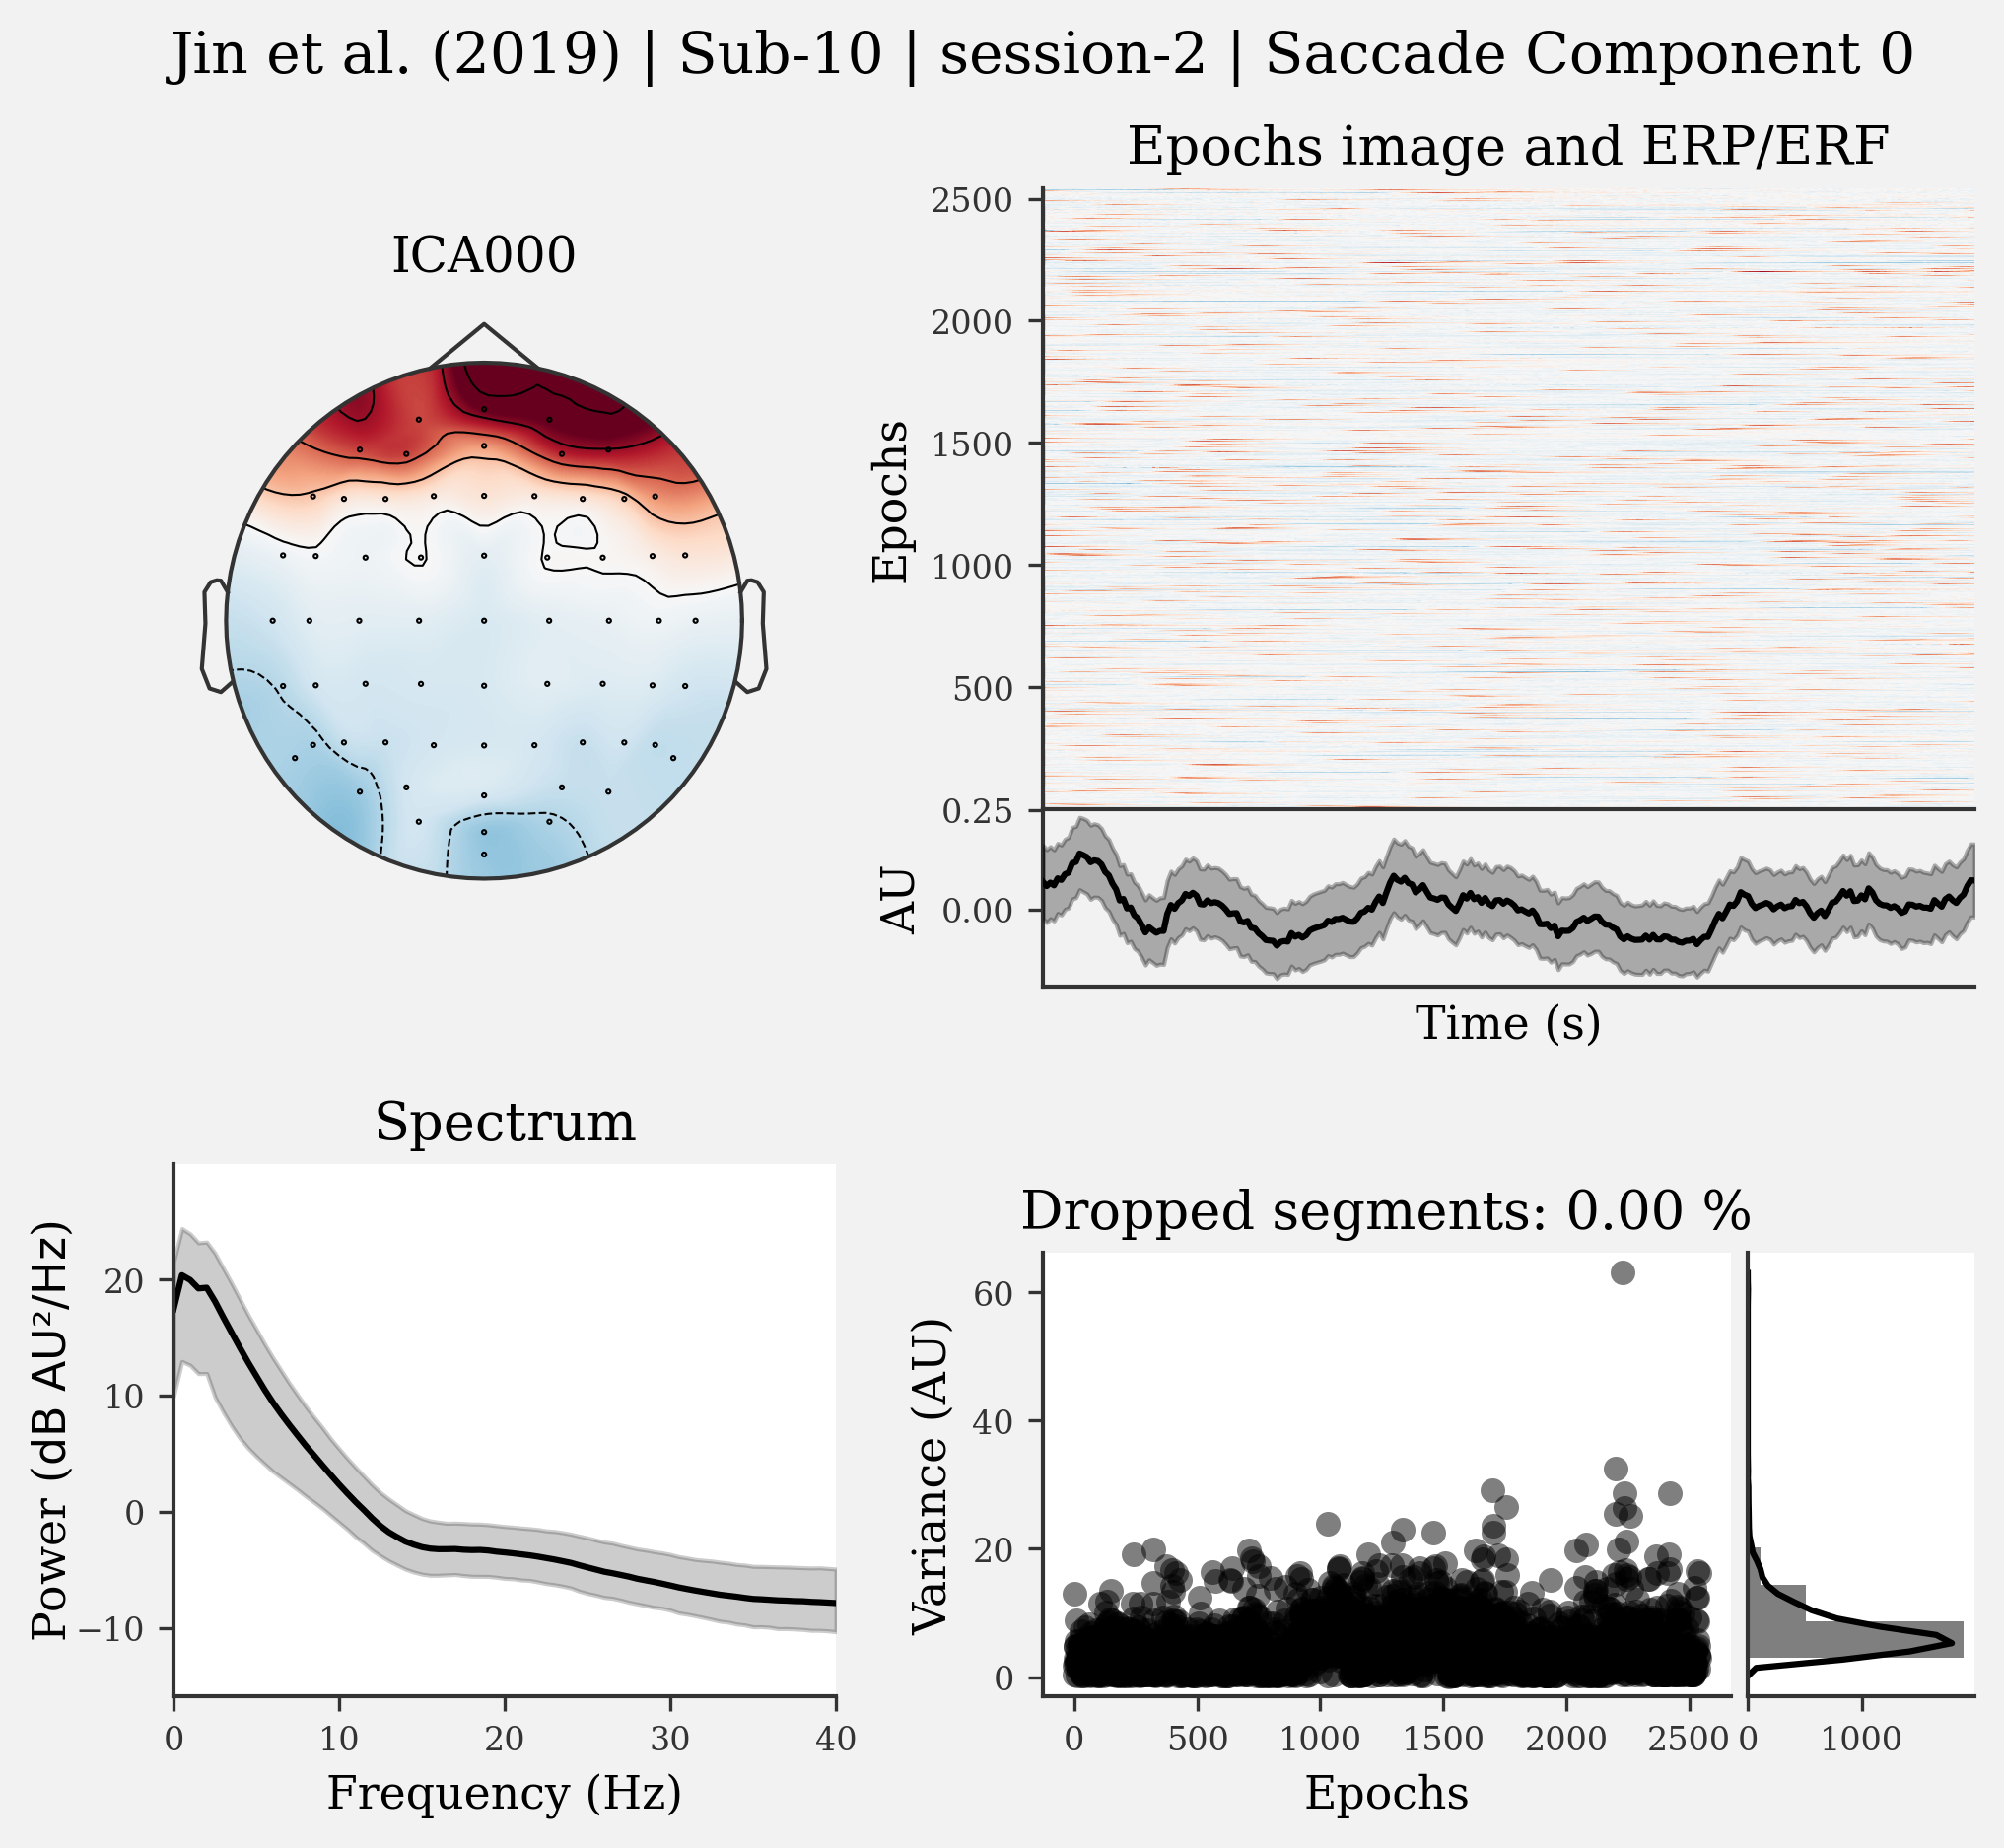 Jin et al. (2019) | Sub-10 | session-2 | Saccade Component 0
ICA000
Epochs image and ERP/ERF
Epochs
2500
2000
1500
1000
500
0.25
0.00
AU
Time (s)
Spectrum
Power (dB AU²/Hz)
20
10
0
−10
0 10 20 30 40
Frequency (Hz)
Dropped segments: 0.00 %
Variance (AU)
60
40
20
0
0 500 1000 1500 2000 2500 0 1000
Epochs